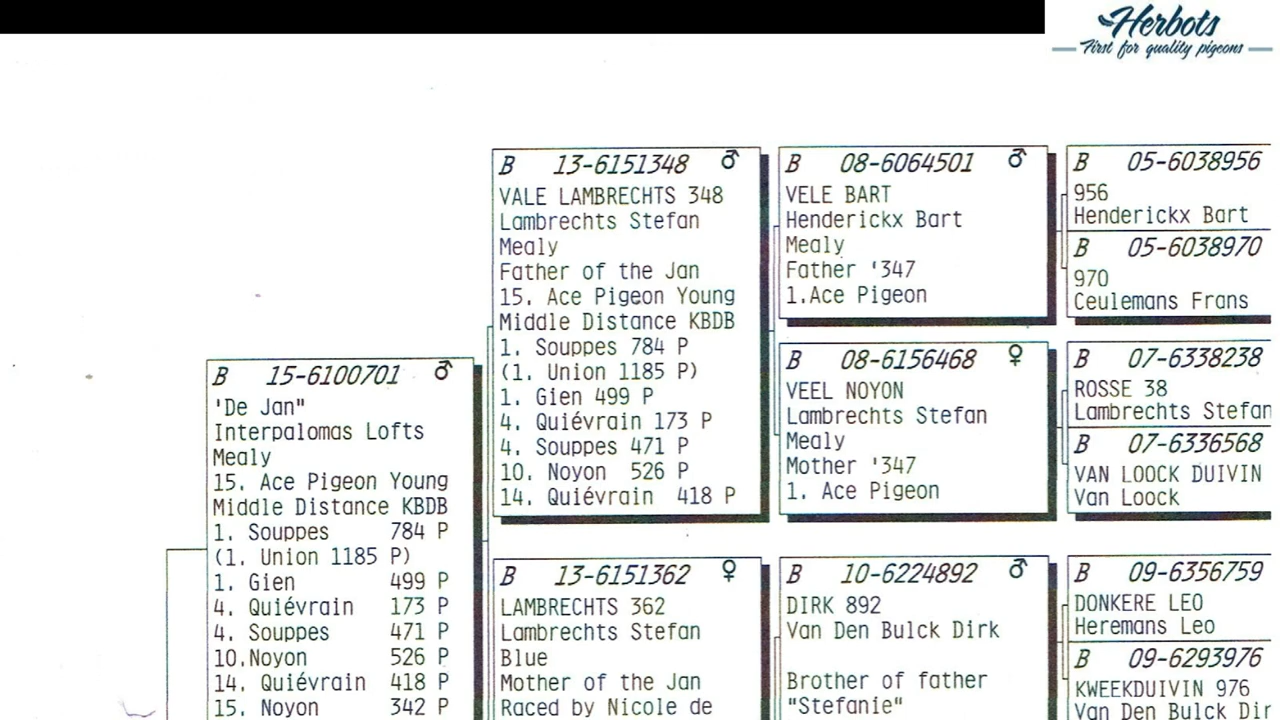 Herbots
First for quality pigeons
B 15-6100701 ♂
'De Jan"
Interpalomas Lofts
Mealy
15. Ace Pigeon Young
Middle Distance KBDB
1. Souppes 784 P
(1. Union 1185 P)
1. Gien 499 P
4. Quiévrain 173 P
4. Souppes 471 P
10.Noyon 526 P
14. Quiévrain 418 P
15. Noyon 342 P
B 13-6151348 ♂
VALE LAMBRECHTS 348
Lambrechts Stefan
Mealy
Father of the Jan
15. Ace Pigeon Young
Middle Distance KBDB
1. Souppes 784 P
(1. Union 1185 P)
1. Gien 499 P
4. Quiévrain 173 P
4. Souppes 471 P
10. Noyon 526 P
14. Quiévrain 418 P
B 13-6151362 ♀
LAMBRECHTS 362
Lambrechts Stefan
Blue
Mother of the Jan
Raced by Nicole de
B 08-6064501 ♂
VELE BART
Henderickx Bart
Mealy
Father '347
1.Ace Pigeon
B 08-6156468 ♀
VEEL NOYON
Lambrechts Stefan
Mealy
Mother '347
1. Ace Pigeon
B 10-6224892 ♂
DIRK 892
Van Den Bulck Dirk
Brother of father
"Stefanie"
B 05-6038956
956
Henderickx Bart
B 05-6038970
970
Ceulemans Frans
B 07-6338238
ROSSE 38
Lambrechts Stefan
B 07-6336568
VAN LOOCK DUIVIN
Van Loock
B 09-6356759
DONKERE LEO
Heremans Leo
B 09-6293976
KWEEKDUIVIN 976
Van Den Bulck Dir